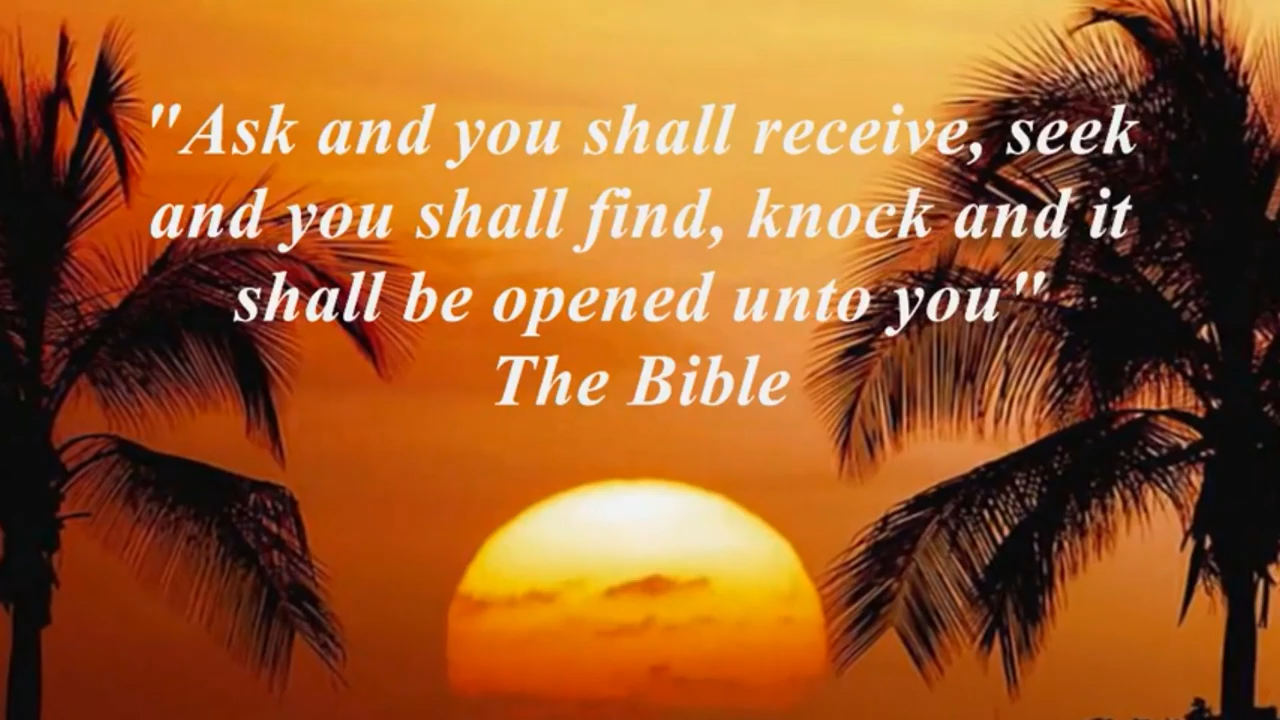 "Ask and you shall receive, seek
and you shall find, knock and it
shall be opened unto you"
The Bible